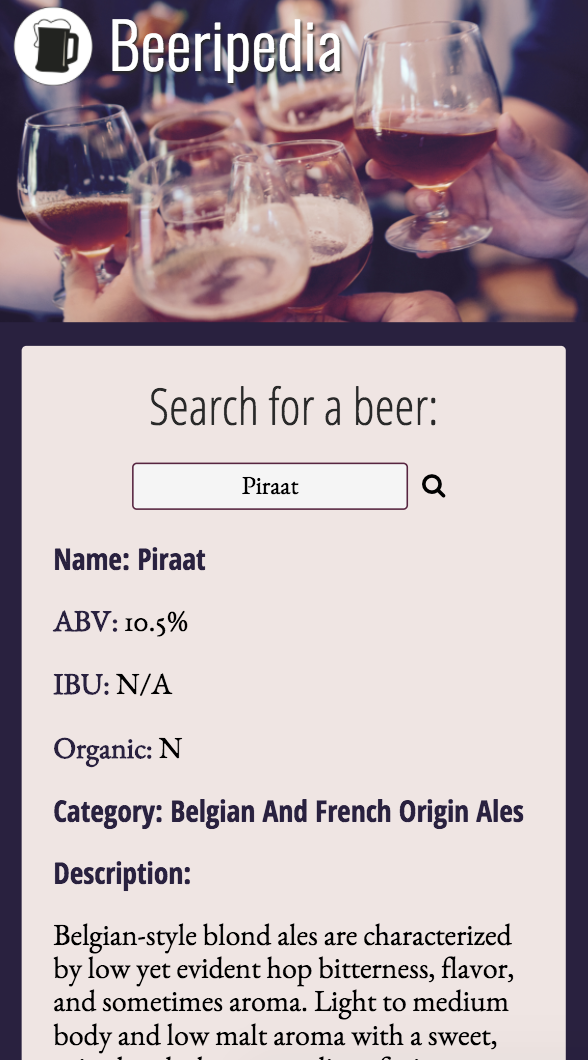 Beeripedia
Search for a beer:
Piraat
Name: Piraat
ABV: 10.5%
IBU: N/A
Organic: N
Category: Belgian And French Origin Ales
Description:
Belgian-style blond ales are characterized
by low yet evident hop bitterness, flavor,
and sometimes aroma. Light to medium
body and low malt aroma with a sweet,